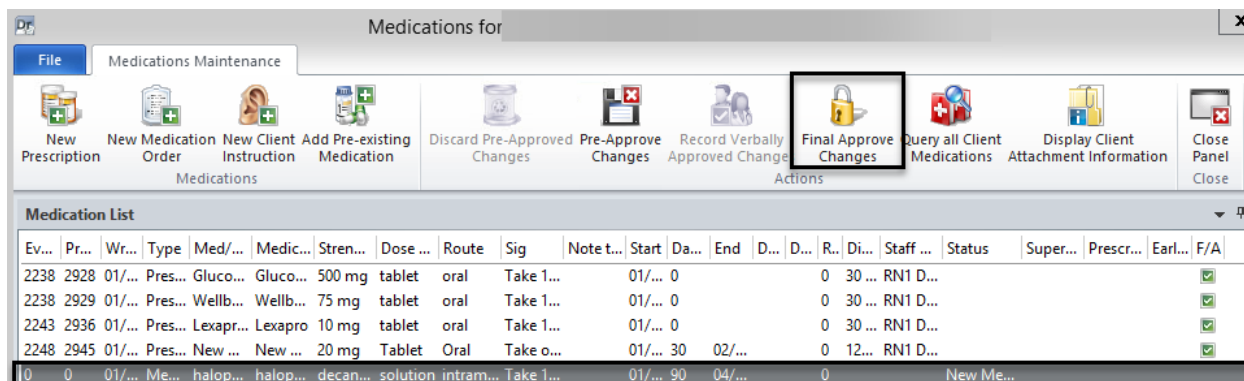 Dr
Medications for
x
File Medications Maintenance
New Prescription New Medication Order New Client Instruction Add Pre-existing Medication Discard Pre-Approved Changes Pre-Approve Changes Record Verbally Approved Change Final Approve Changes Query all Client Medications Display Client Attachment Information Close Panel
Medications Actions Close
Medication List
Ev... Pr... Wr... Type Med/... Medic... Stren... Dose ... Route Sig Note t... Start Da... End D... D... R... Di... Staff ... Status Super... Prescr... Earl... F/A
2238 2928 01/... Pres... Gluco... Gluco... 500 mg tablet oral Take 1... 01/... 0 0 30 ... RN1 D...
2238 2929 01/... Pres... Wellb... Wellb... 75 mg tablet oral Take 1... 01/... 0 0 30 ... RN1 D...
2243 2936 01/... Pres... Lexapr... Lexapro 10 mg tablet oral Take 1... 01/... 0 0 30 ... RN1 D...
2248 2945 01/... Pres... New ... New ... 20 mg Tablet Oral Take o... 01/... 30 02/... 0 12... RN1 D...
0 0 01/... Me... halop... halop... decan... solution intram... Take 1... 01/... 90 04/... 0 New Me...